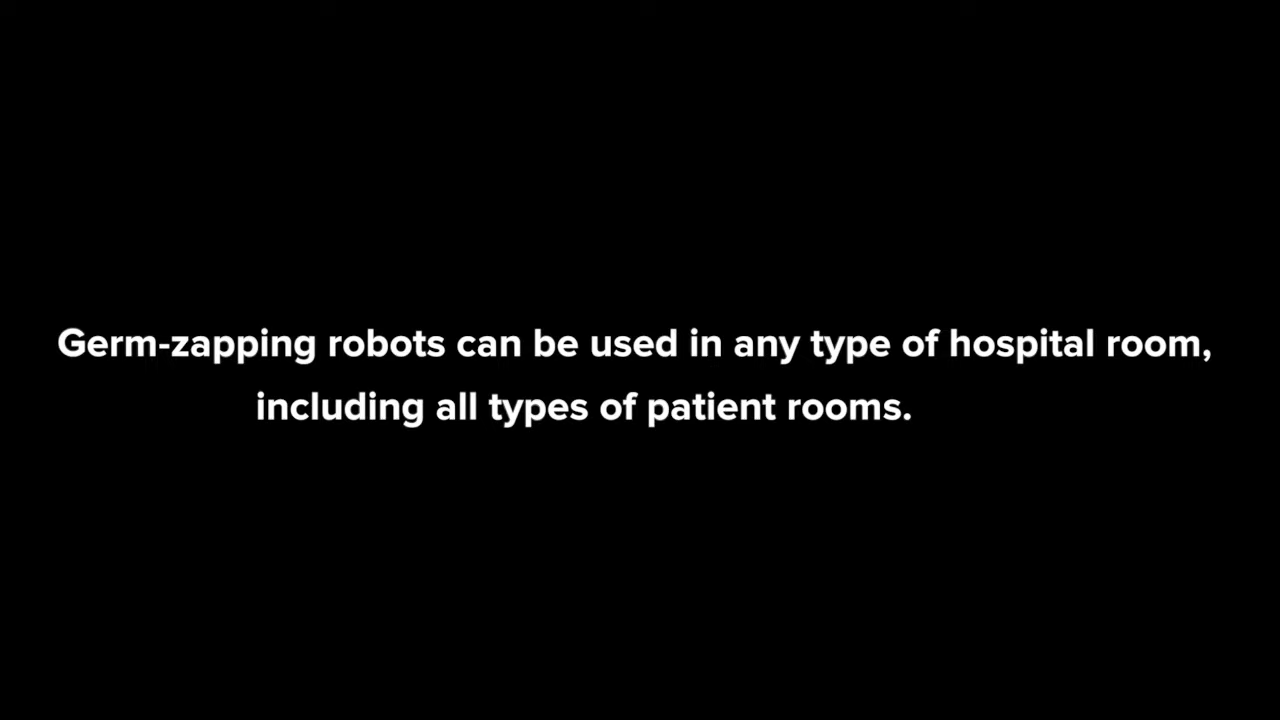 Germ-zapping robots can be used in any type of hospital room,
including all types of patient rooms.